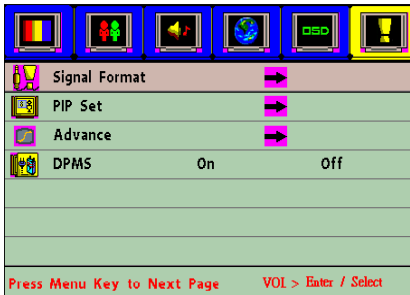 OSD
Signal Format
PIP Set
Advance
DPMS On Off
Press Menu Key to Next Page VOL > Enter / Select